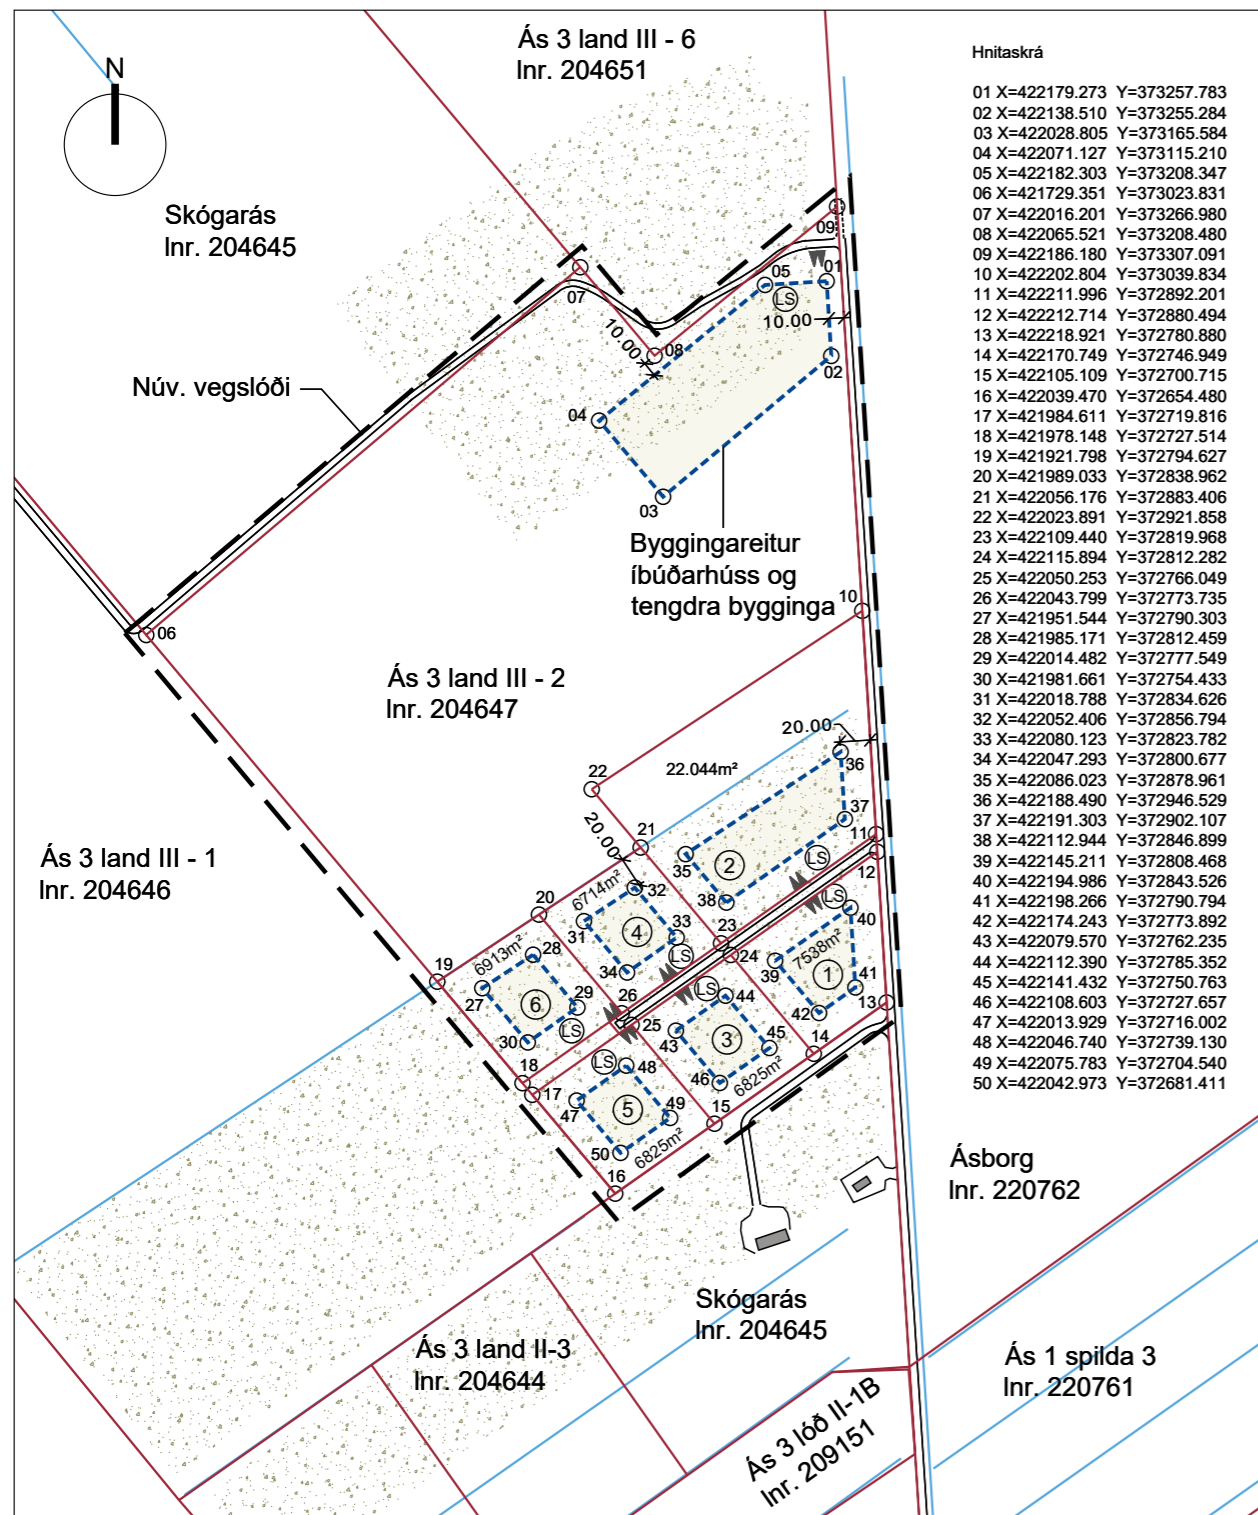 Ás 3 land III - 6
lnr. 204651
N
Skógarás
lnr. 204645
Hnitaskrá
01 X=422179.273 Y=373257.783
02 X=422138.510 Y=373255.284
03 X=422028.805 Y=373165.584
04 X=422071.127 Y=373115.210
05 X=422182.303 Y=373208.347
06 X=421729.351 Y=373023.831
07 X=422016.201 Y=373266.980
08 X=422065.521 Y=373208.480
09 X=422186.180 Y=373307.091
10 X=422202.804 Y=373039.834
11 X=422211.996 Y=372892.201
12 X=422212.714 Y=372880.494
13 X=422218.921 Y=372780.880
14 X=422170.749 Y=372746.949
15 X=422105.109 Y=372700.715
16 X=422039.470 Y=372654.480
17 X=421984.611 Y=372719.816
18 X=421978.148 Y=372727.514
19 X=421921.798 Y=372794.627
20 X=421989.033 Y=372838.962
21 X=422056.176 Y=372883.406
22 X=422023.891 Y=372921.858
23 X=422109.440 Y=372819.968
24 X=422115.894 Y=372812.282
25 X=422050.253 Y=372766.049
26 X=422043.799 Y=372773.735
27 X=421951.544 Y=372790.303
28 X=421985.171 Y=372812.459
29 X=422014.482 Y=372777.549
30 X=421981.661 Y=372754.433
31 X=422018.788 Y=372834.626
32 X=422052.406 Y=372856.794
33 X=422080.123 Y=372823.782
34 X=422047.293 Y=372800.677
35 X=422086.023 Y=372878.961
36 X=422188.490 Y=372946.529
37 X=422191.303 Y=372902.107
38 X=422112.944 Y=372846.899
39 X=422145.211 Y=372808.468
40 X=422194.986 Y=372843.526
41 X=422198.266 Y=372790.794
42 X=422174.243 Y=372773.892
43 X=422079.570 Y=372762.235
44 X=422112.390 Y=372785.352
45 X=422141.432 Y=372750.763
46 X=422108.603 Y=372727.657
47 X=422013.929 Y=372716.002
48 X=422046.740 Y=372739.130
49 X=422075.783 Y=372704.540
50 X=422042.973 Y=372681.411
09
05
01
LS
07
10.00
10.00
08
02
Núv. vegslóði
04
03
Byggingareitur
íbúðarhúss og
tengdra bygginga
10
06
Ás 3 land III - 2
lnr. 204647
20.00
36
22.044m²
22
37
20.00
21
11
35
2
LS
12
Ás 3 land III - 1
lnr. 204646
6714m²
32
38
LS
40
20
31
4
33
23
6913m²
28
LS
24
39
7538m²
19
34
1
41
27
6
29
26
LS
44
13
30
LS
25
43
3
45
42
18
LS
48
14
17
46
6825m²
47
5
49
15
50
6825m²
16
Ásborg
lnr. 220762
Skógarás
lnr. 204645
Ás 3 land II-3
lnr. 204644
Ás 1 spilda 3
lnr. 220761
Ás 3 lóð II-1B
lnr. 209151